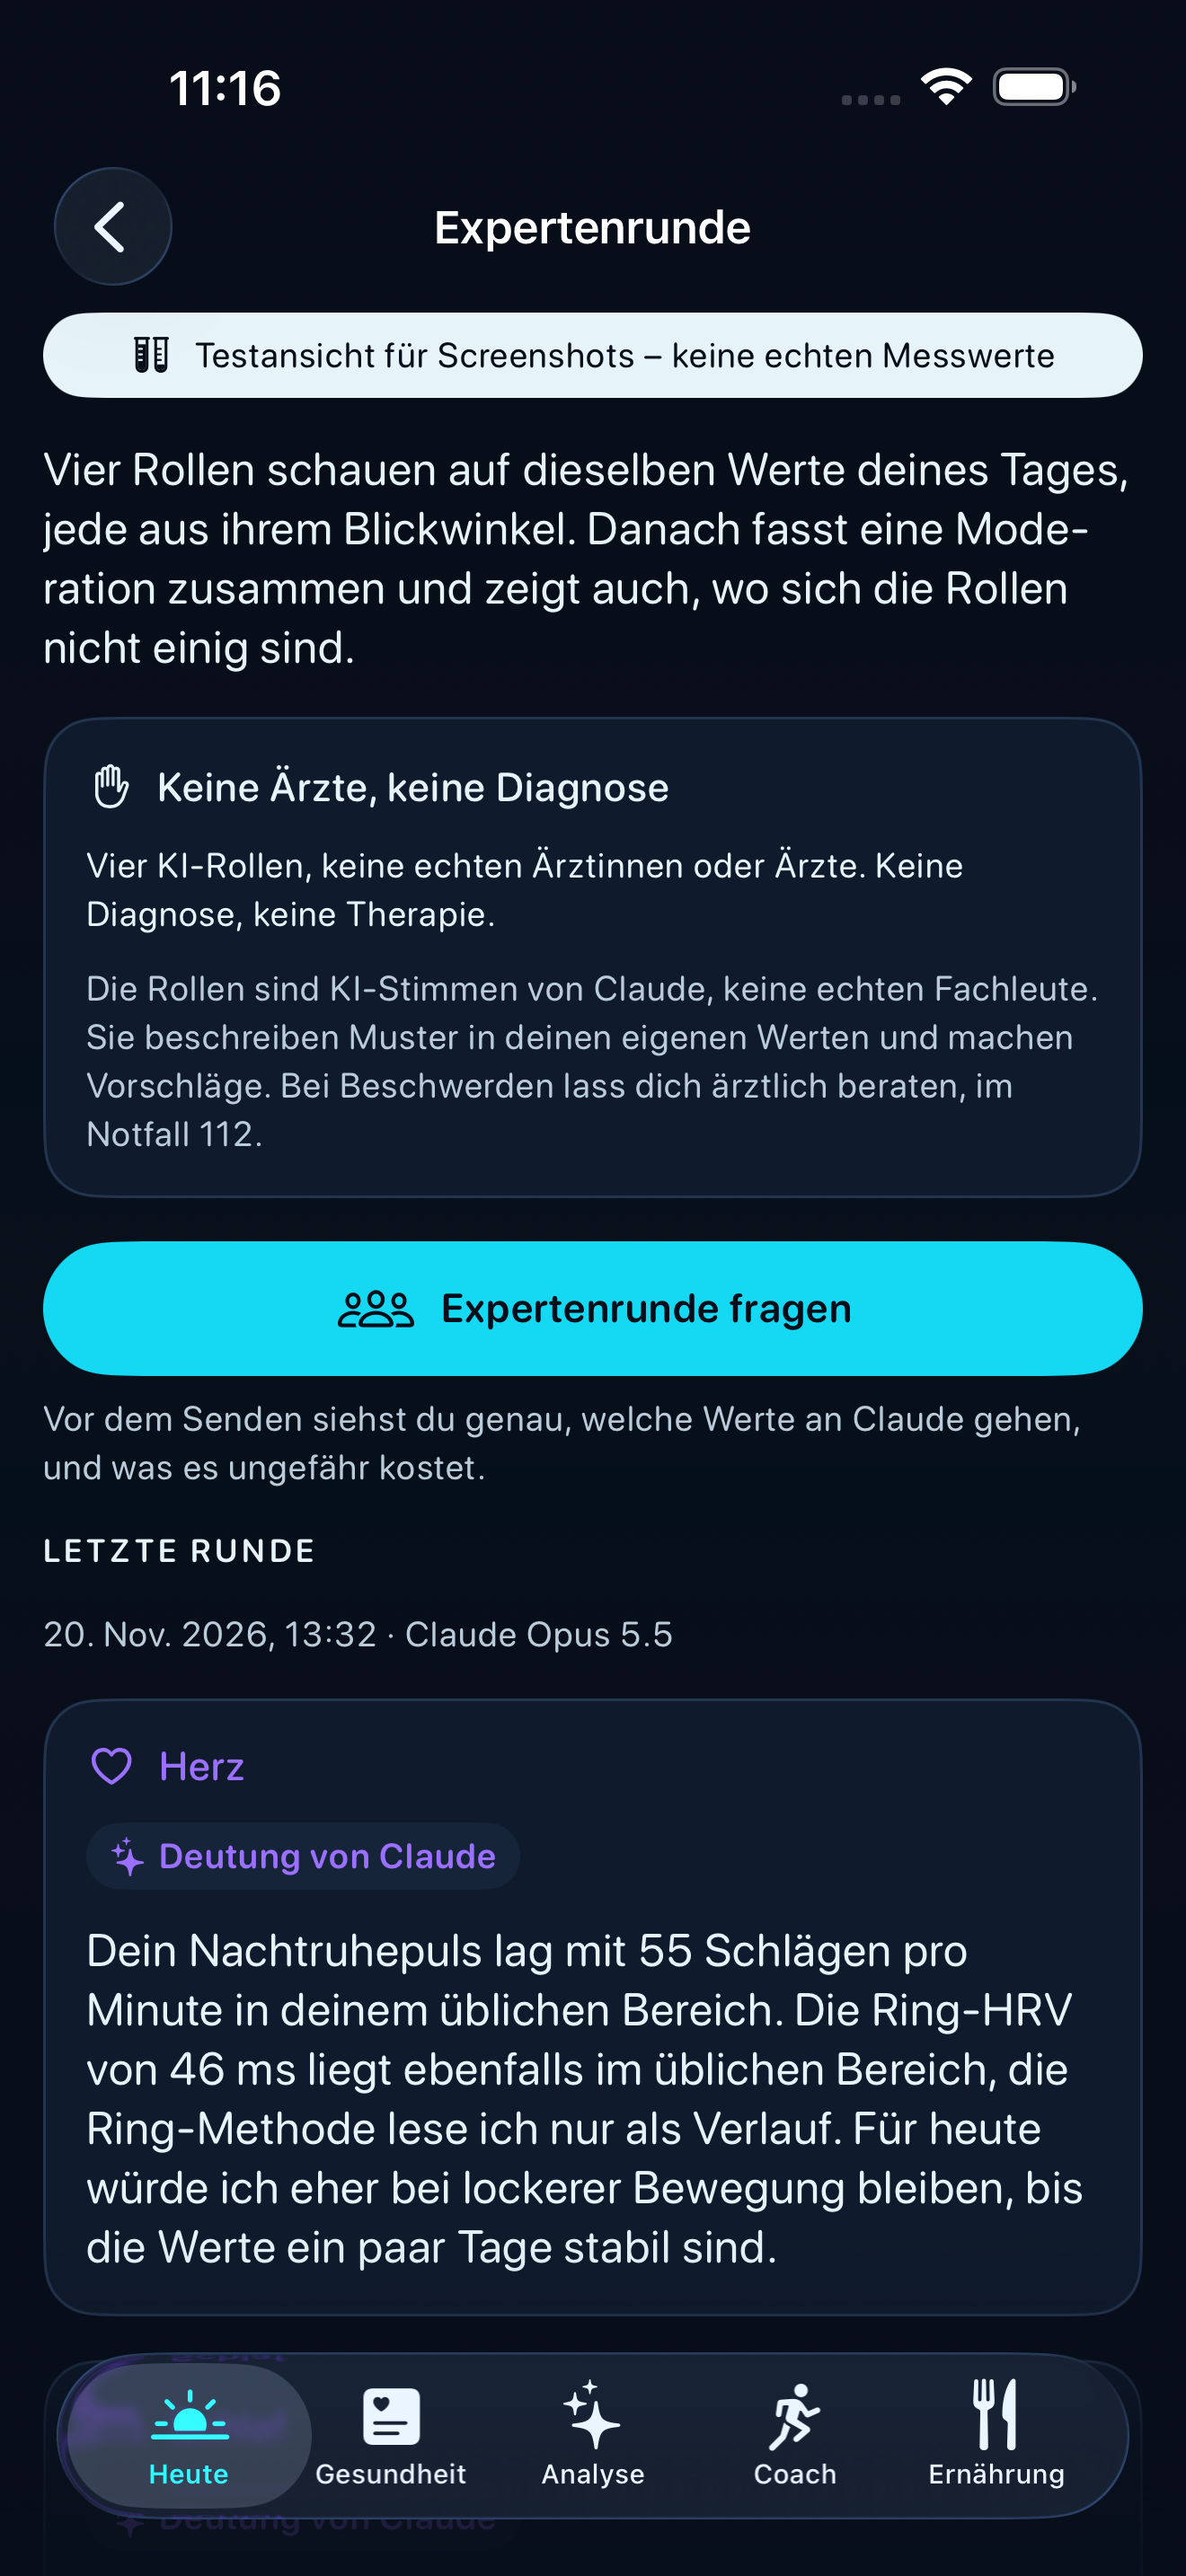 11:16
Expertenrunde
Testansicht für Screenshots – keine echten Messwerte
Vier Rollen schauen auf dieselben Werte deines Tages,
jede aus ihrem Blickwinkel. Danach fasst eine Mode-
ration zusammen und zeigt auch, wo sich die Rollen
nicht einig sind.
Keine Ärzte, keine Diagnose
Vier KI-Rollen, keine echten Ärztinnen oder Ärzte. Keine
Diagnose, keine Therapie.
Die Rollen sind KI-Stimmen von Claude, keine echten Fachleute.
Sie beschreiben Muster in deinen eigenen Werten und machen
Vorschläge. Bei Beschwerden lass dich ärztlich beraten, im
Notfall 112.
Expertenrunde fragen
Vor dem Senden siehst du genau, welche Werte an Claude gehen,
und was es ungefähr kostet.
LETZTE RUNDE
20. Nov. 2026, 13:32 · Claude Opus 5.5
Herz
Deutung von Claude
Dein Nachtruhepuls lag mit 55 Schlägen pro
Minute in deinem üblichen Bereich. Die Ring-HRV
von 46 ms liegt ebenfalls im üblichen Bereich, die
Ring-Methode lese ich nur als Verlauf. Für heute
würde ich eher bei lockerer Bewegung bleiben, bis
die Werte ein paar Tage stabil sind.
Heute Gesundheit Analyse Coach Ernährung
Deutung von Claude